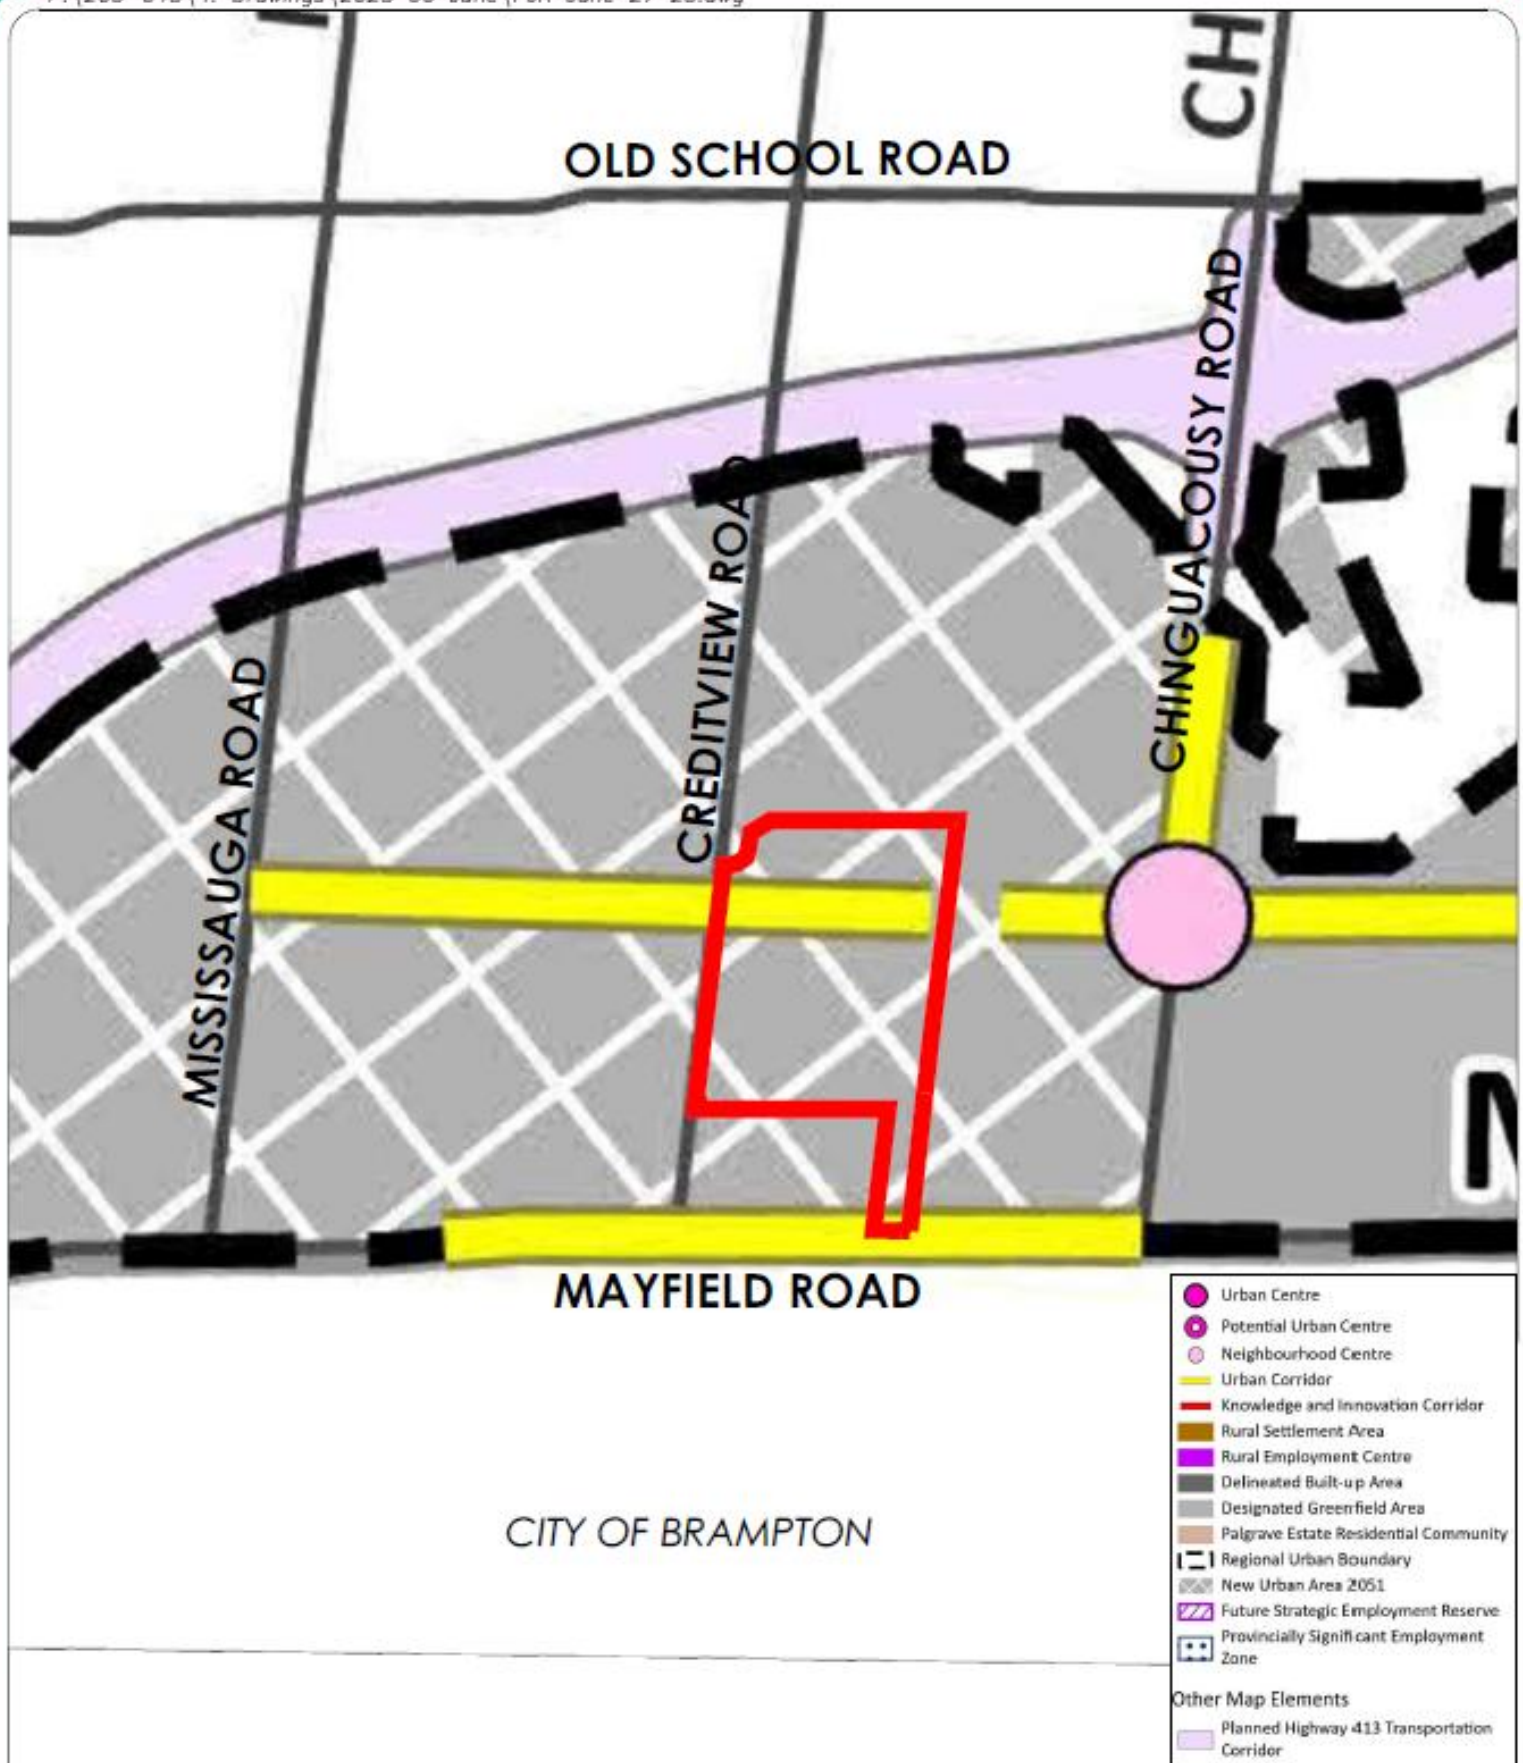 CH
OLD SCHOOL ROAD
CHINGUACOUSY ROAD
CREDITVIEW ROAD
MISSISSAUGA ROAD
MAYFIELD ROAD
CITY OF BRAMPTON
Urban Centre
Potential Urban Centre
Neighbourhood Centre
Urban Corridor
Knowledge and Innovation Corridor
Rural Settlement Area
Rural Employment Centre
Delineated Built-up Area
Designated Greenfield Area
Palgrave Estate Residential Community
Regional Urban Boundary
New Urban Area 2051
Future Strategic Employment Reserve
Provincially Significant Employment
Zone
Other Map Elements
Planned Highway 413 Transportation
Corridor